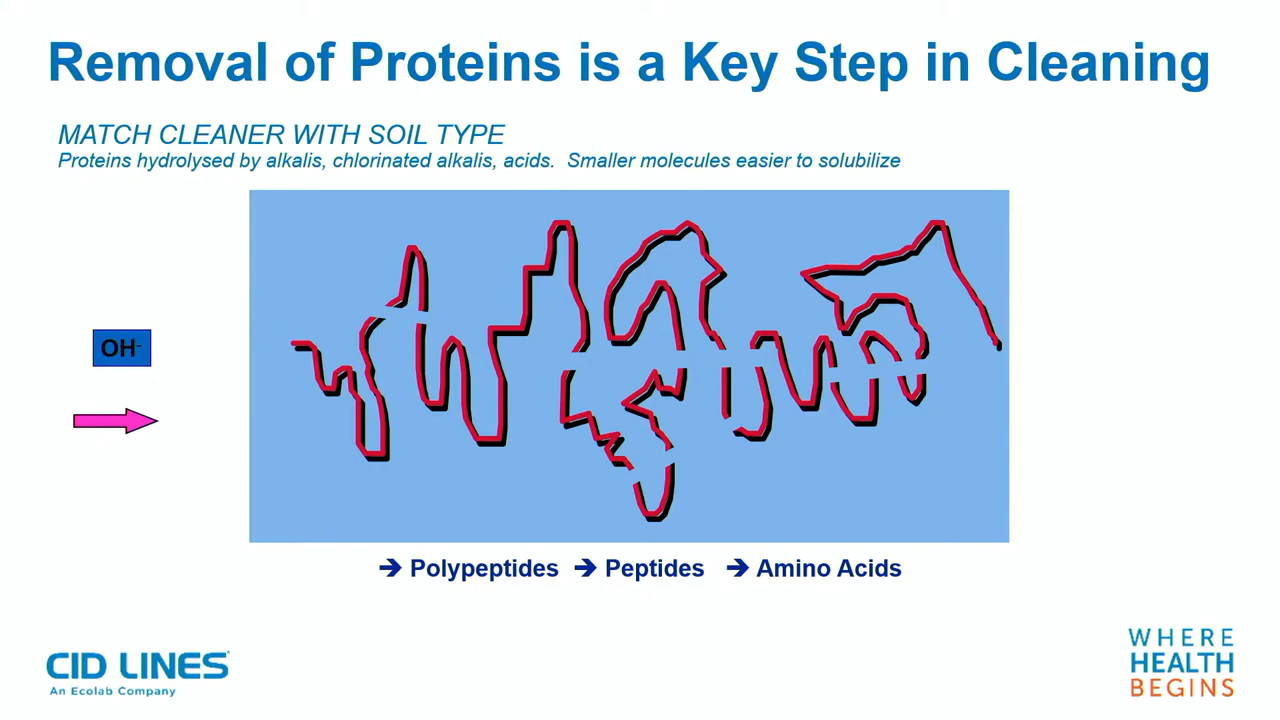 Removal of Proteins is a Key Step in Cleaning
MATCH CLEANER WITH SOIL TYPE
Proteins hydrolysed by alkalis, chlorinated alkalis, acids.  Smaller molecules easier to solubilize
OH-
➔ Polypeptides ➔ Peptides ➔ Amino Acids
CID LINES
An Ecolab Company
WHERE
HEALTH
BEGINS